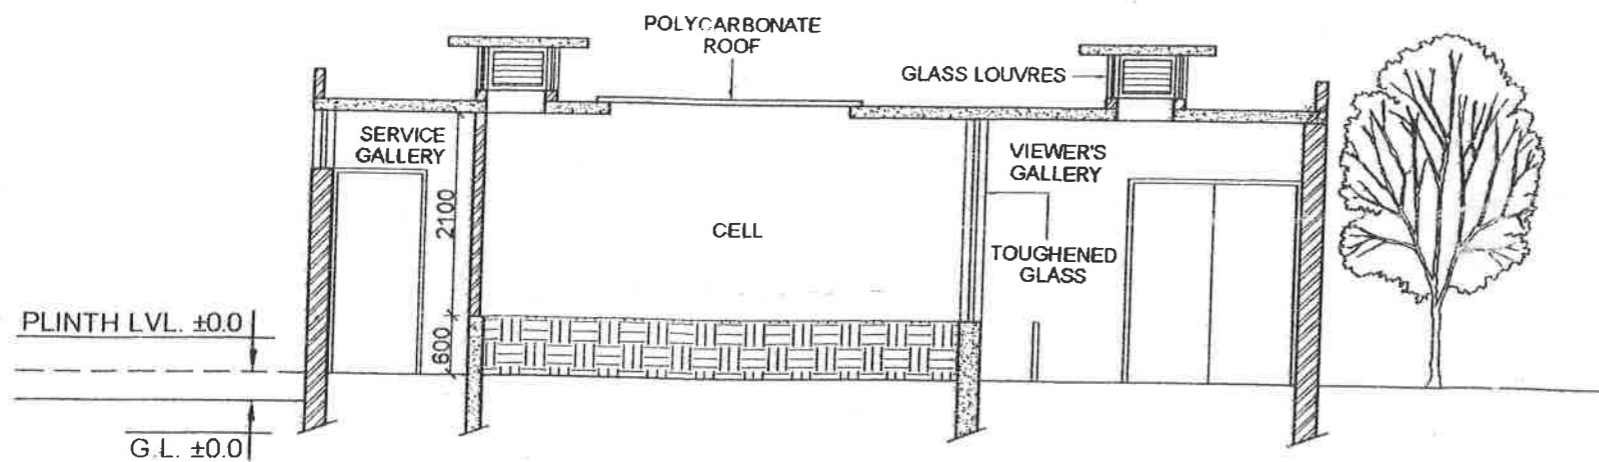 POLYCARBONATE
ROOF
GLASS LOUVRES
SERVICE
GALLERY
VIEWER'S
GALLERY
2100
CELL
TOUGHENED
GLASS
PLINTH LVL. ±0.0
600
G.L. ±0.0